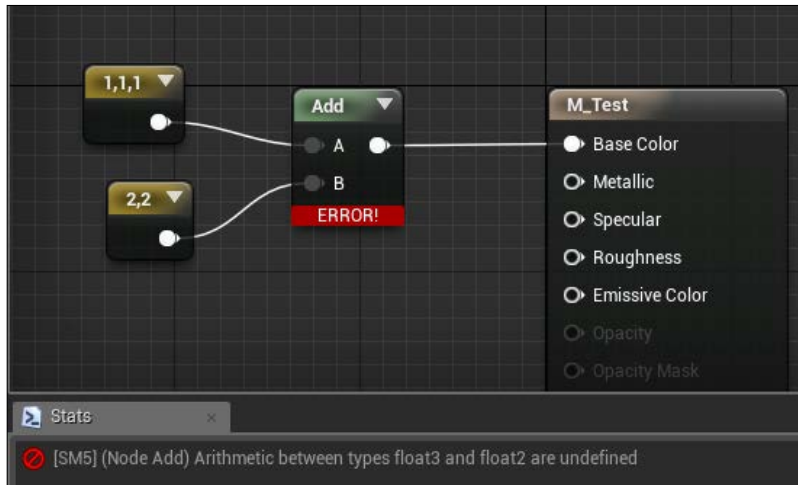 1,1,1
2,2
Add
A
B
ERROR!
M_Test
Base Color
Metallic
Specular
Roughness
Emissive Color
Opacity
Opacity Mask
Stats
[SM5] (Node Add) Arithmetic between types float3 and float2 are undefined